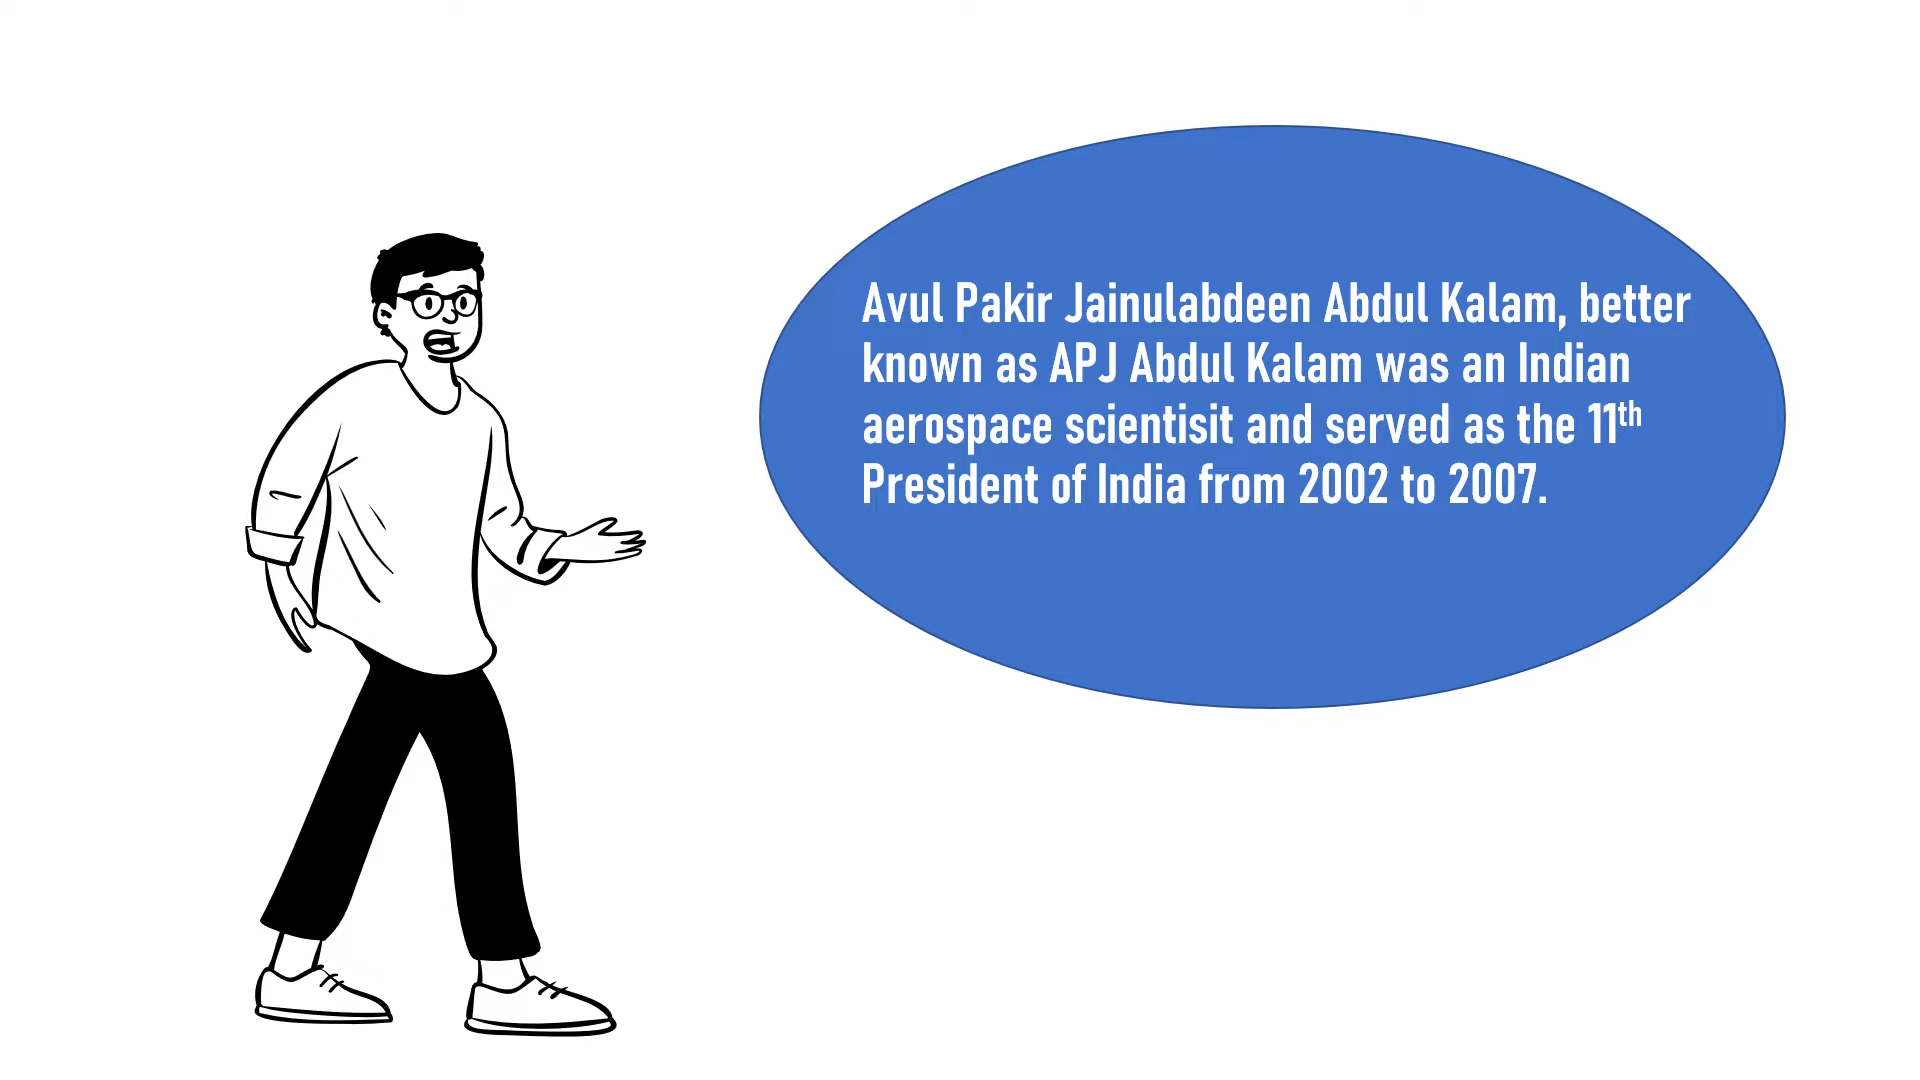 Avul Pakir Jainulabdeen Abdul Kalam, better
known as APJ Abdul Kalam was an Indian
aerospace scientisit and served as the 11th
President of India from 2002 to 2007.